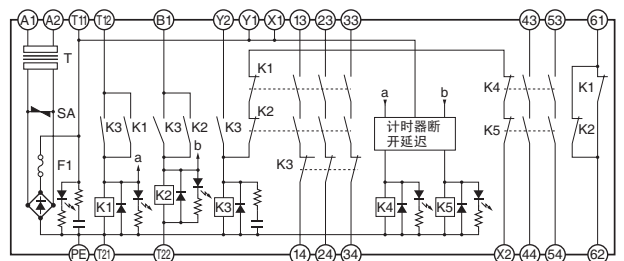 A1 A2 T11 T12 B1 Y2 Y1 X1 13 23 33 43 53 61
T
K1
a b
K4
K1
SA
K3 K1 K3 K2 K3 K2
计时器断
开延迟
K5
K2
F1
a
b
K3
K1 K2 K3 K4 K5
PE T21 T22 14 24 34 X2 44 54 62